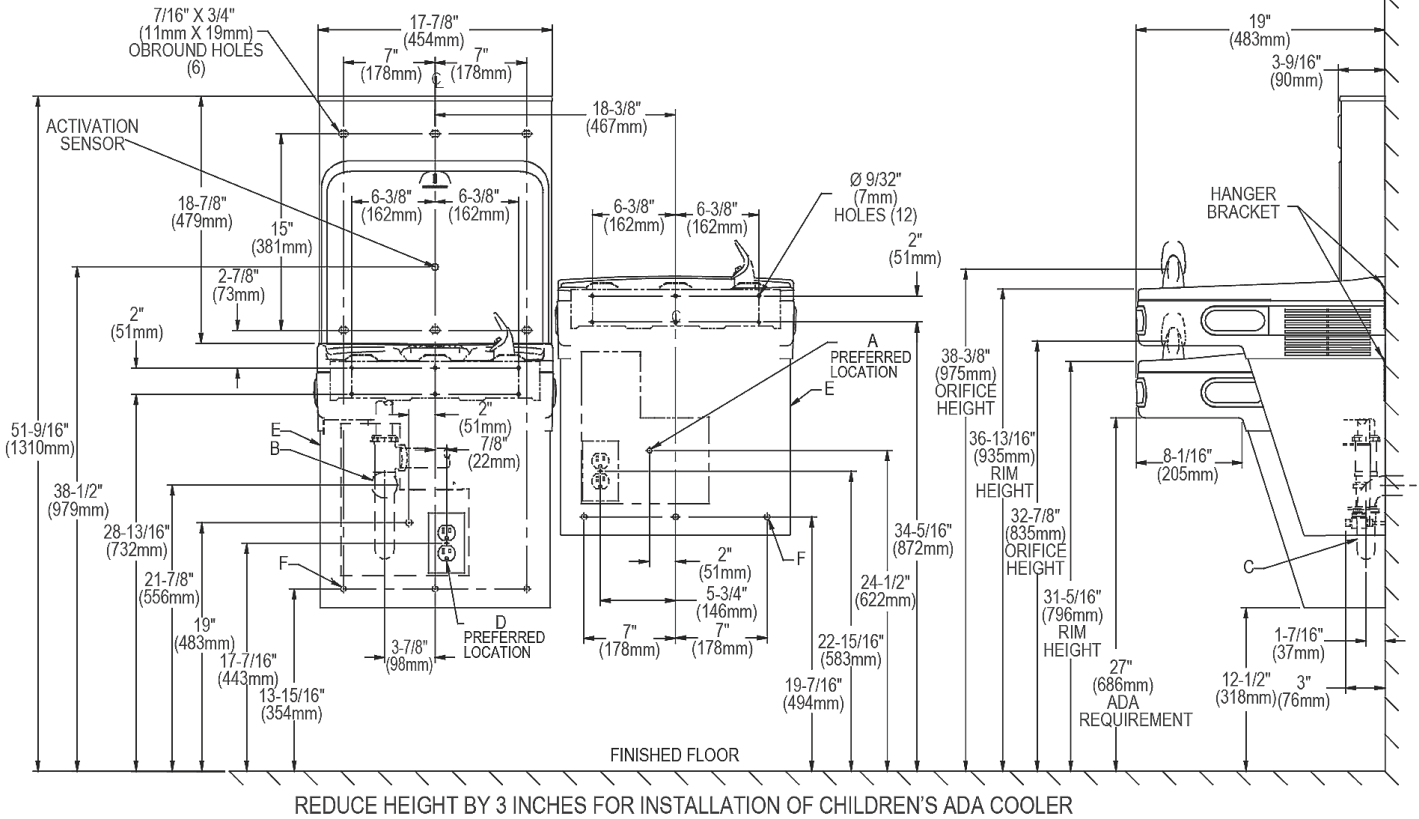 7/16" X 3/4"
(11mm X 19mm)
OBROUND HOLES
(6)
17-7/8"
(454mm)
7"
(178mm)
7"
(178mm)
℄
19"
(483mm)
3-9/16"
(90mm)
18-3/8"
(467mm)
ACTIVATION
SENSOR
18-7/8"
(479mm)
15"
(381mm)
6-3/8"
(162mm)
6-3/8"
(162mm)
6-3/8"
(162mm)
6-3/8"
(162mm)
Ø 9/32"
(7mm)
HOLES (12)
2"
(51mm)
HANGER
BRACKET
2-7/8"
(73mm)
2"
(51mm)
℄
A
PREFERRED
LOCATION
E
38-3/8"
(975mm)
ORIFICE
HEIGHT
51-9/16"
(1310mm)
E
B
2"
(51mm)
7/8"
(22mm)
36-13/16"
(935mm)
RIM
HEIGHT
8-1/16"
(205mm)
38-1/2"
(979mm)
28-13/16"
(732mm)
21-7/8"
(556mm)
34-5/16"
(872mm)
32-7/8"
(835mm)
ORIFICE
HEIGHT
F
F
C
2"
(51mm)
24-1/2"
(622mm)
5-3/4"
(146mm)
31-5/16"
(796mm)
RIM
HEIGHT
19"
(483mm)
D
PREFERRED
LOCATION
7"
(178mm)
7"
(178mm)
22-15/16"
(583mm)
1-7/16"
(37mm)
17-7/16"
(443mm)
3-7/8"
(98mm)
27"
(686mm)
ADA
REQUIREMENT
12-1/2"
(318mm)
3"
(76mm)
13-15/16"
(354mm)
19-7/16"
(494mm)
FINISHED FLOOR
REDUCE HEIGHT BY 3 INCHES FOR INSTALLATION OF CHILDREN'S ADA COOLER